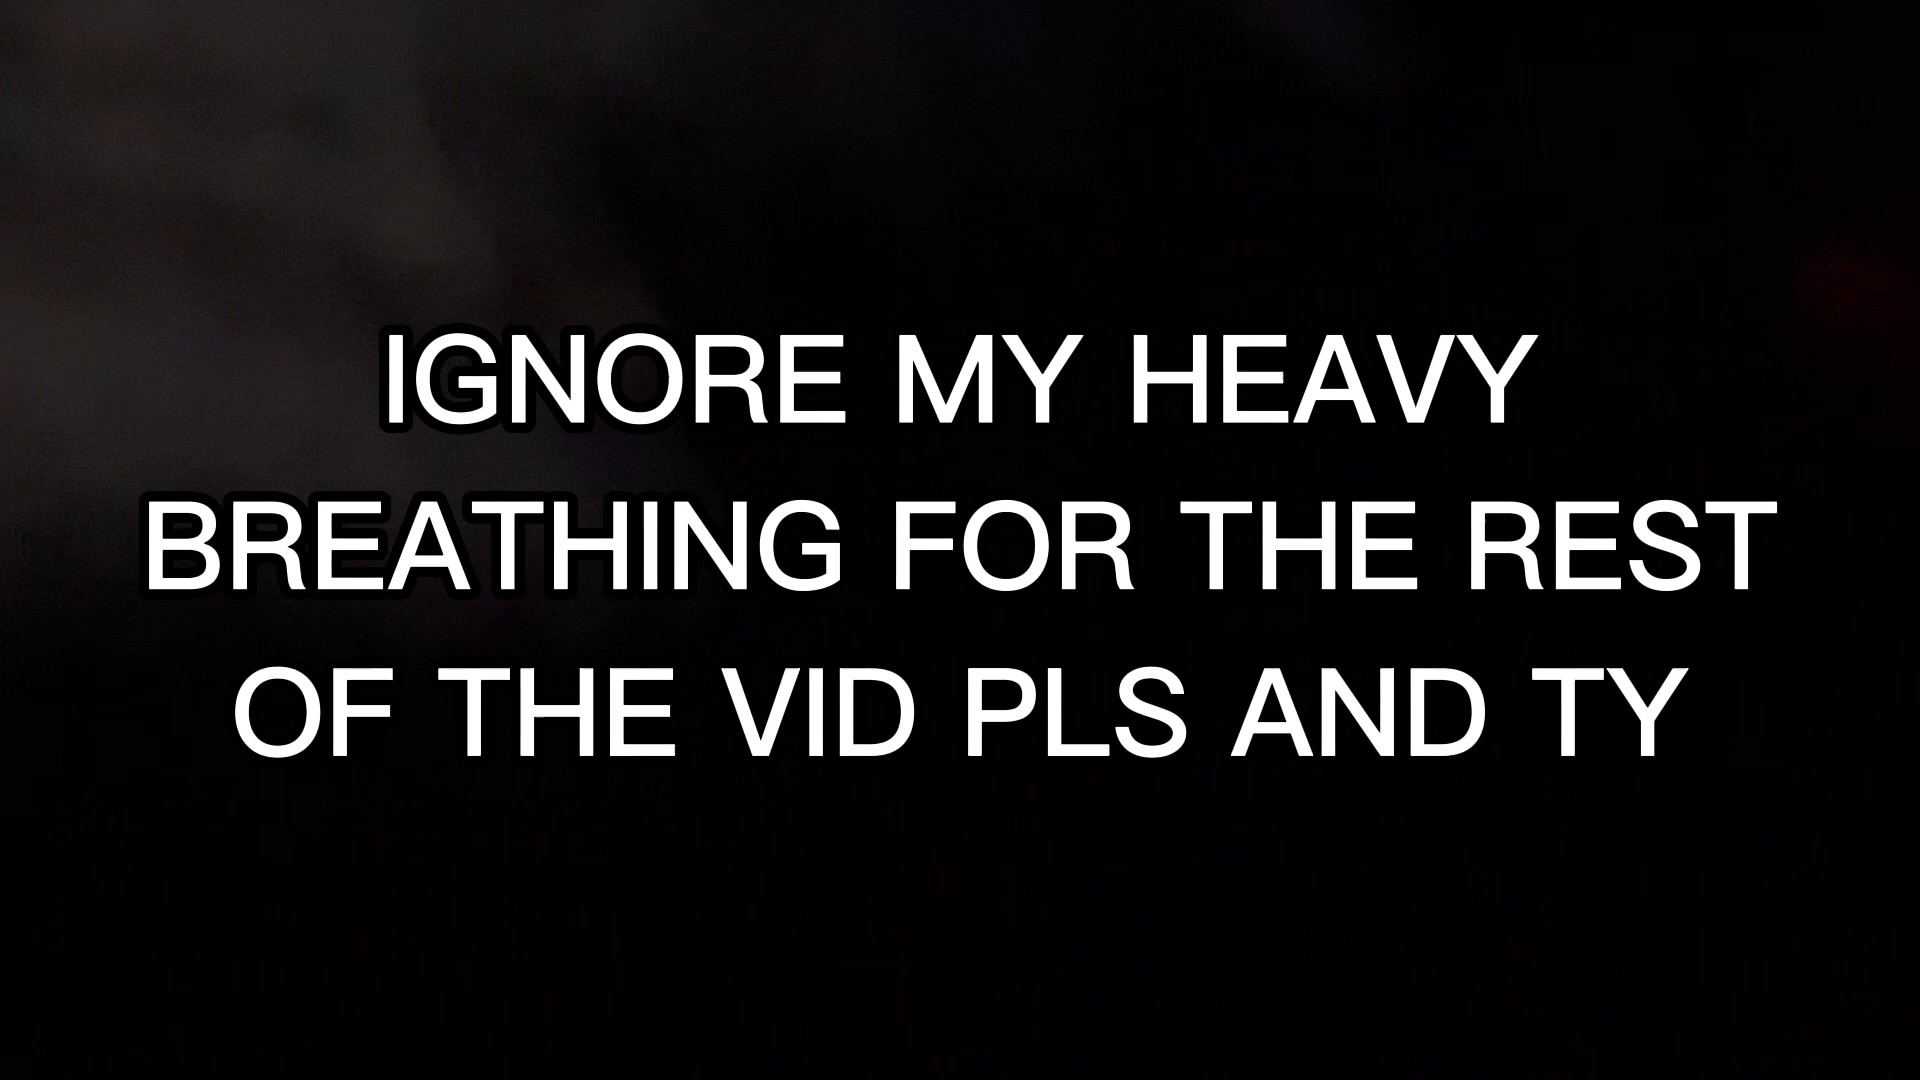 IGNORE MY HEAVY
BREATHING FOR THE REST
OF THE VID PLS AND TY